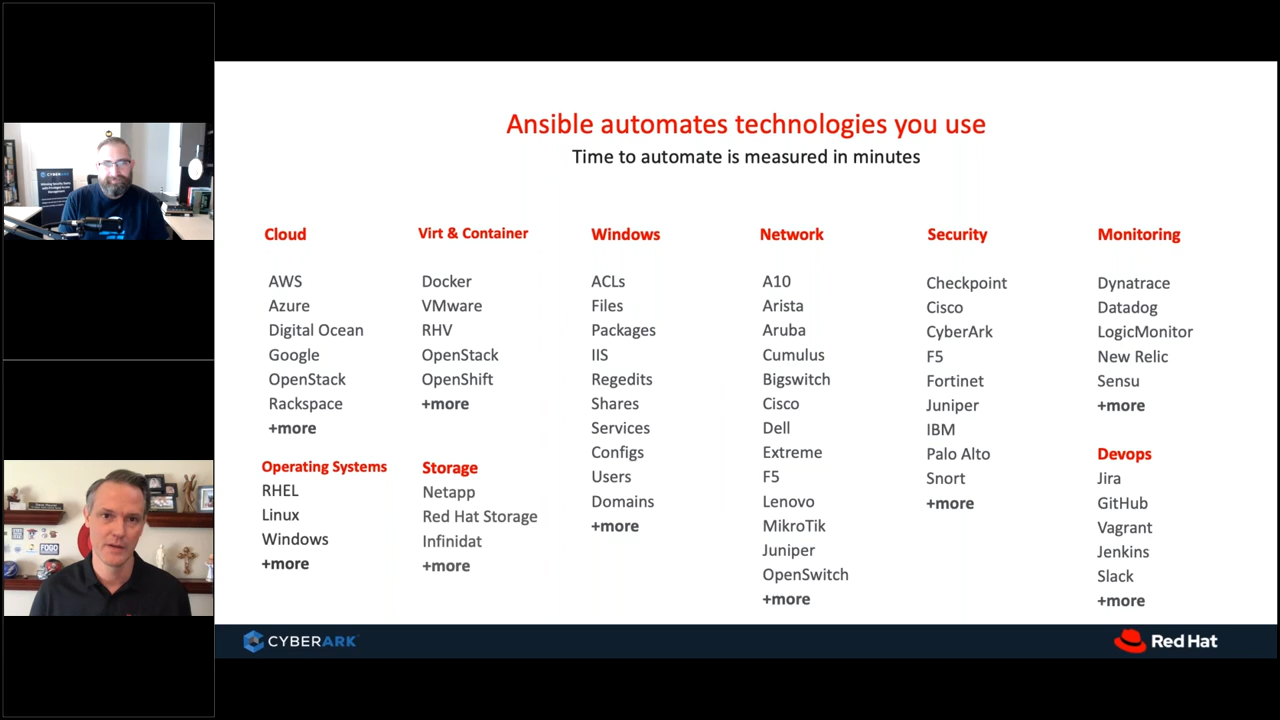 Ansible automates technologies you use
Time to automate is measured in minutes
Cloud
AWS
Azure
Digital Ocean
Google
OpenStack
Rackspace
+more
Operating Systems
RHEL
Linux
Windows
+more
Virt & Container
Docker
VMware
RHV
OpenStack
OpenShift
+more
Storage
Netapp
Red Hat Storage
Infinidat
+more
Windows
ACLs
Files
Packages
IIS
Regedits
Shares
Services
Configs
Users
Domains
+more
Network
A10
Arista
Aruba
Cumulus
Bigswitch
Cisco
Dell
Extreme
F5
Lenovo
MikroTik
Juniper
OpenSwitch
+more
Security
Checkpoint
Cisco
CyberArk
F5
Fortinet
Juniper
IBM
Palo Alto
Snort
+more
Monitoring
Dynatrace
Datadog
LogicMonitor
New Relic
Sensu
+more
Devops
Jira
GitHub
Vagrant
Jenkins
Slack
+more
CYBERARK
Red Hat
CYBERARK
FOGO